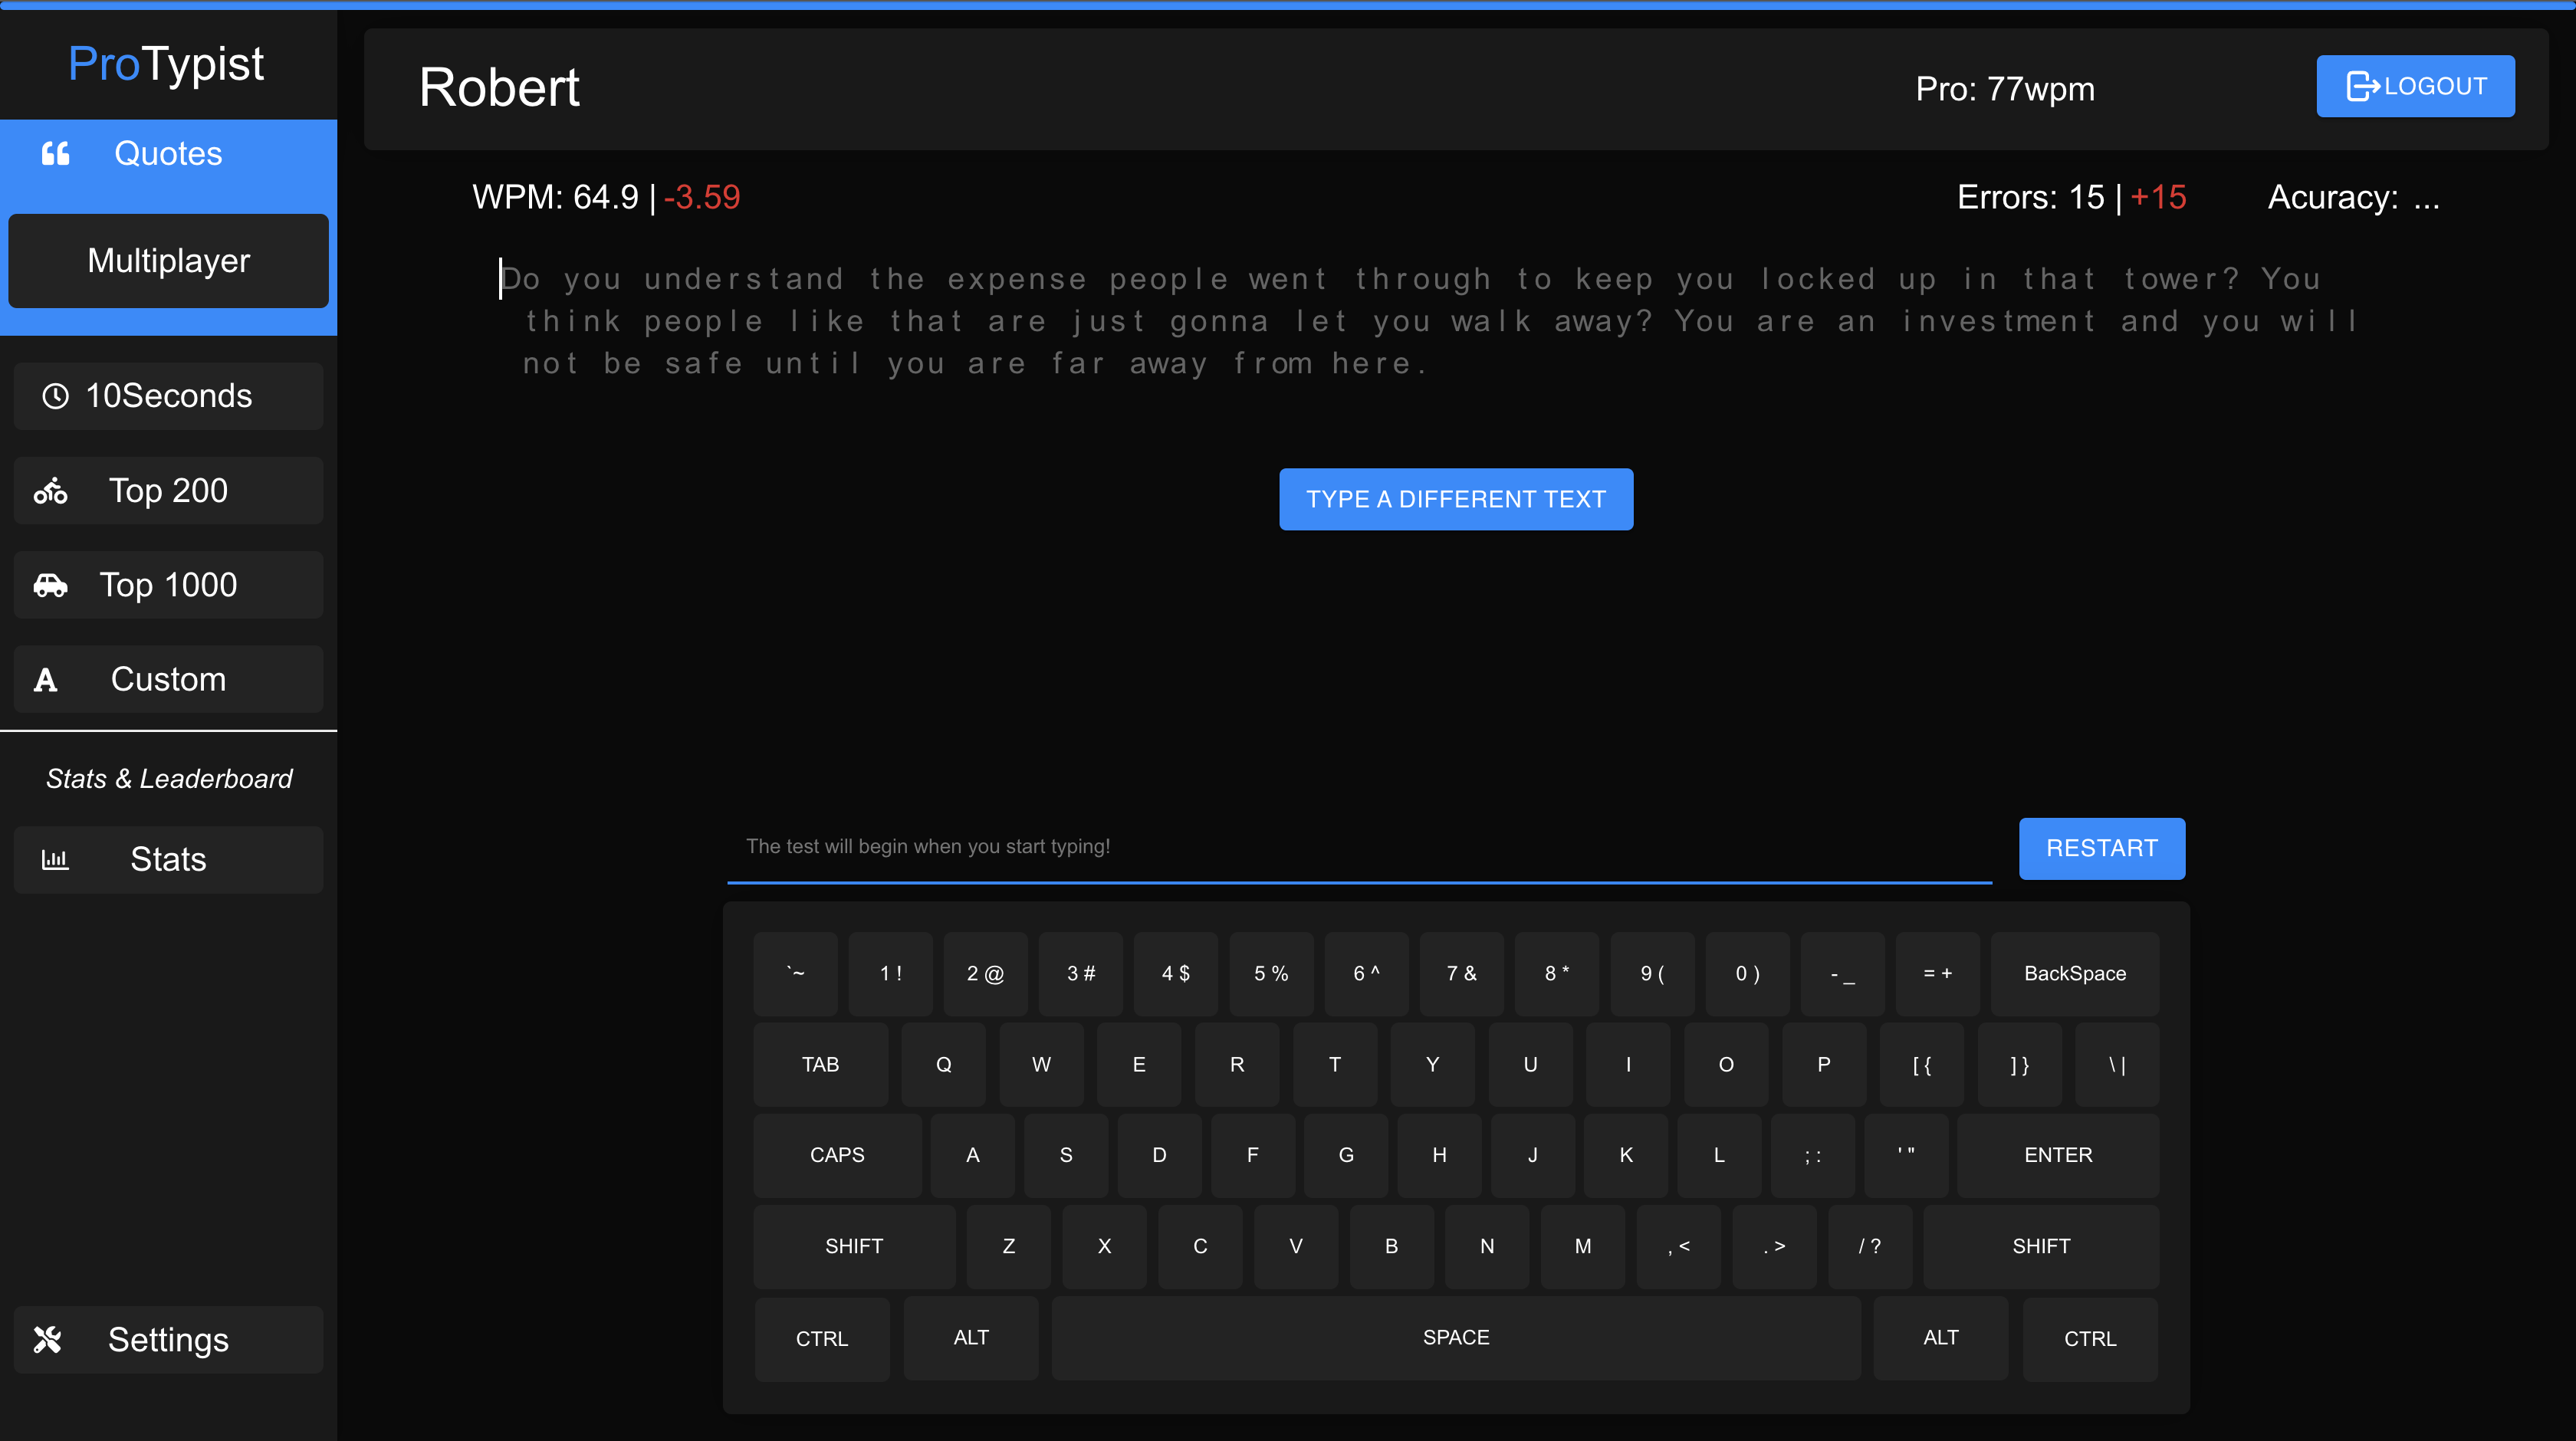 ProTypist
Quotes
Multiplayer
10Seconds
Top 200
Top 1000
Custom
Stats & Leaderboard
Stats
Settings
Robert
Pro: 77wpm
LOGOUT
WPM: 64.9 | -3.59
Errors: 15 | +15
Acuracy: ...
Do you understand the expense people went through to keep you locked up in that tower? You
think people like that are just gonna let you walk away? You are an investment and you will
not be safe until you are far away from here.
TYPE A DIFFERENT TEXT
The test will begin when you start typing!
RESTART
`~ 1 ! 2 @ 3 # 4 $ 5 % 6 ^ 7 & 8 * 9 ( 0 ) - _ = + BackSpace
TAB Q W E R T Y U I O P [ { ] } \ |
CAPS A S D F G H J K L ; : ' " ENTER
SHIFT Z X C V B N M , < . > / ? SHIFT
CTRL ALT SPACE ALT CTRL